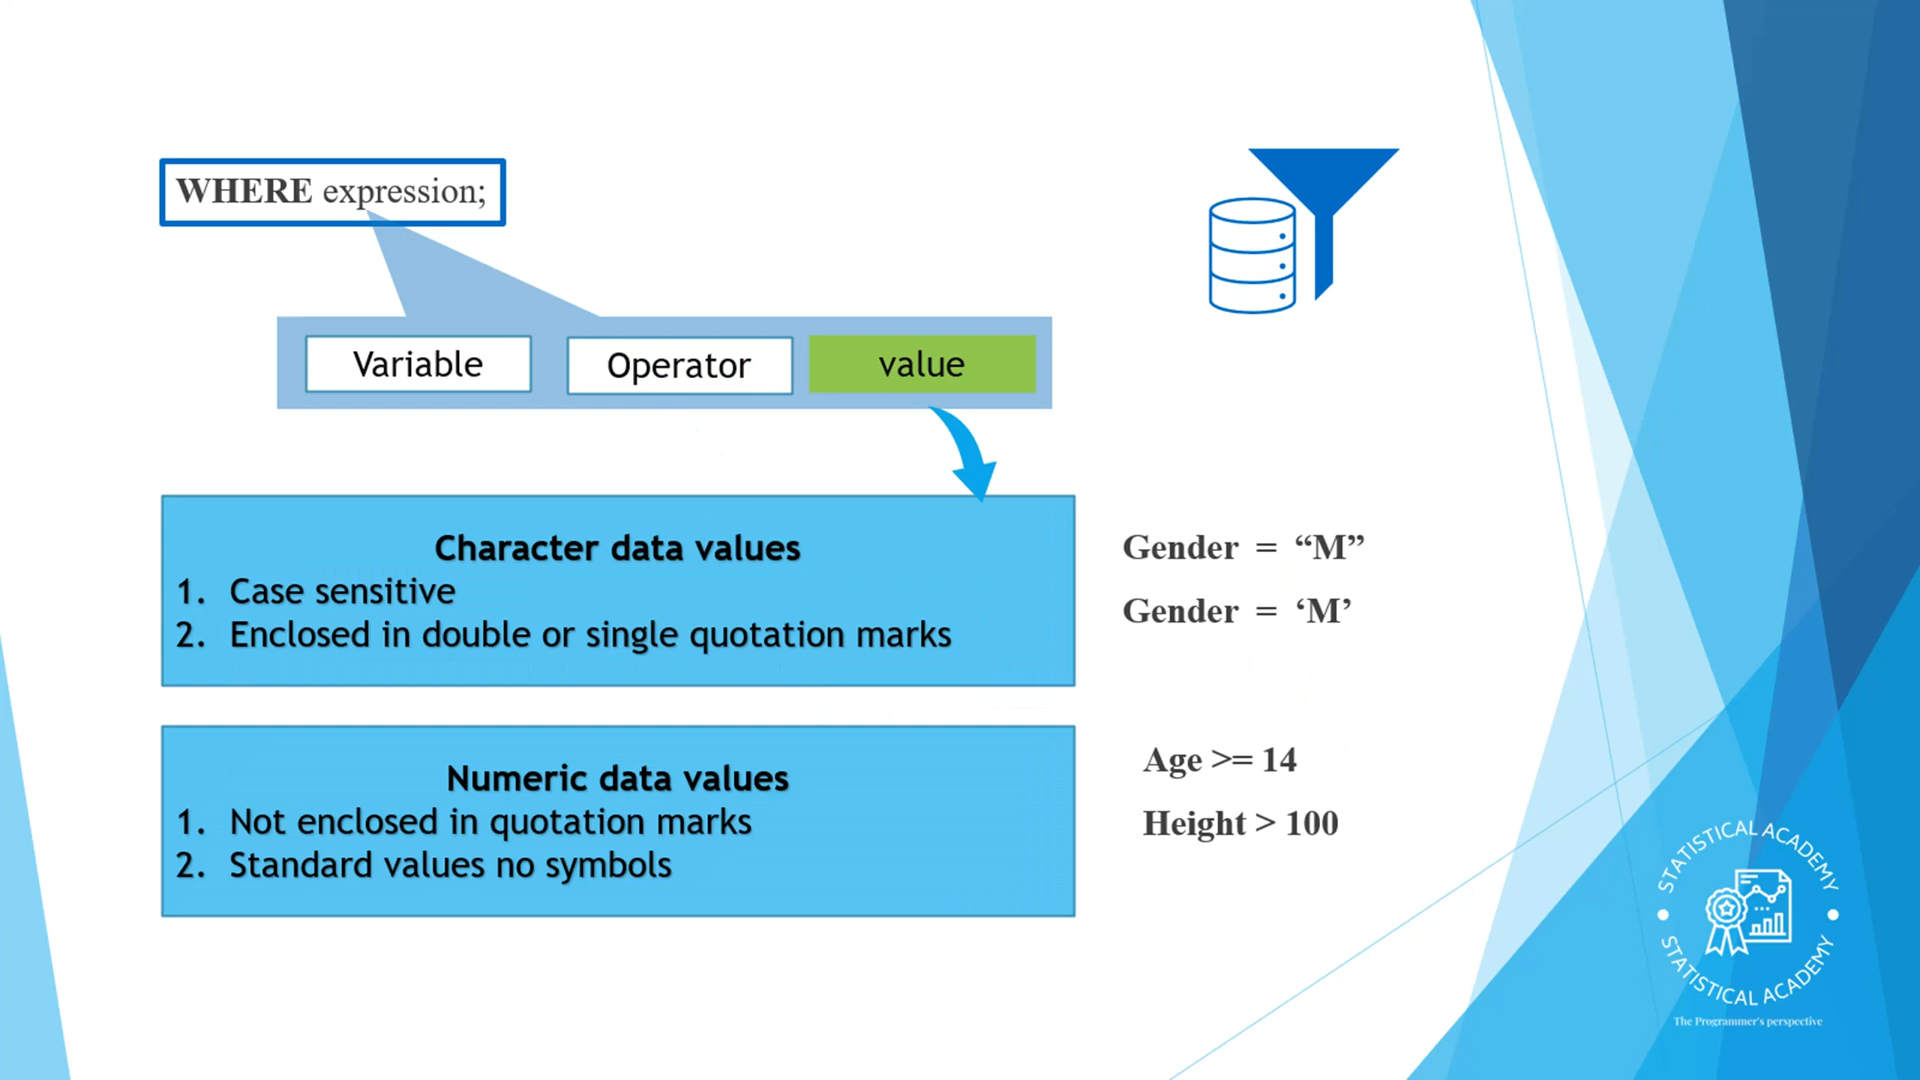 WHERE expression;
Variable
Operator
value
Character data values
1. Case sensitive
2. Enclosed in double or single quotation marks
Gender = “M”
Gender = ‘M’
Numeric data values
1. Not enclosed in quotation marks
2. Standard values no symbols
Age >= 14
Height > 100
STATISTICAL ACADEMY
STATISTICAL ACADEMY
The Programmer's perspective